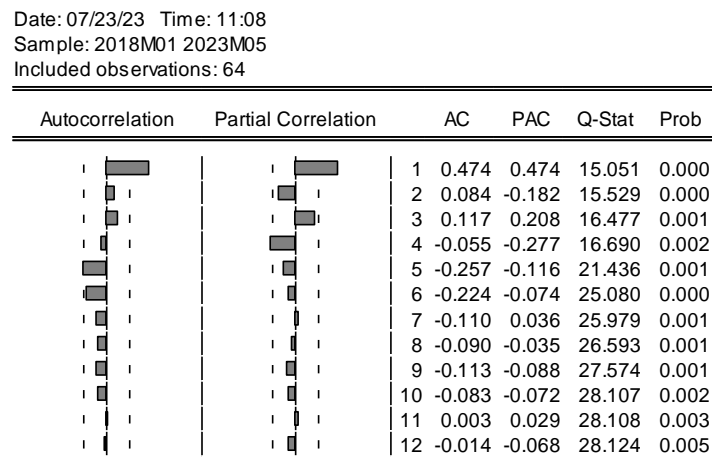 Date: 07/23/23 Time: 11:08
Sample: 2018M01 2023M05
Included observations: 64
Autocorrelation Partial Correlation AC PAC Q-Stat Prob
1 0.474 0.474 15.051 0.000
2 0.084 -0.182 15.529 0.000
3 0.117 0.208 16.477 0.001
4 -0.055 -0.277 16.690 0.002
5 -0.257 -0.116 21.436 0.001
6 -0.224 -0.074 25.080 0.000
7 -0.110 0.036 25.979 0.001
8 -0.090 -0.035 26.593 0.001
9 -0.113 -0.088 27.574 0.001
10 -0.083 -0.072 28.107 0.002
11 0.003 0.029 28.108 0.003
12 -0.014 -0.068 28.124 0.005